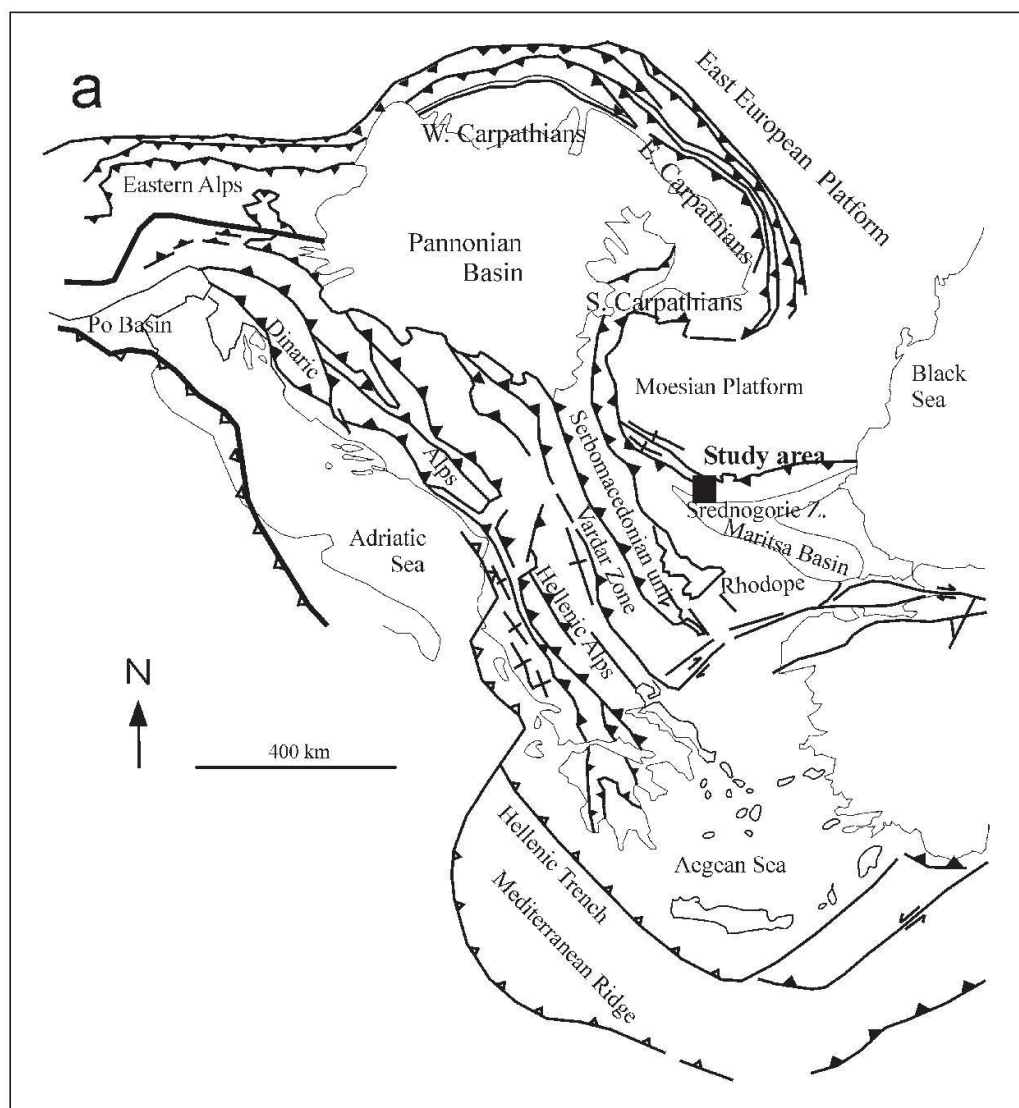 a
East European Platform
W. Carpathians
E. Carpathians
Eastern Alps
Pannonian
Basin
S. Carpathians
Po Basin
Dinaric
Alps
Moesian Platform
Black
Sea
Study area
Srednogorie Z.
Maritsa Basin
Serbomacedonian unit
Vardar Zone
Rhodope
Adriatic
Sea
Hellenic Alps
N
400 km
Hellenic Trench
Aegean Sea
Mediterranean Ridge